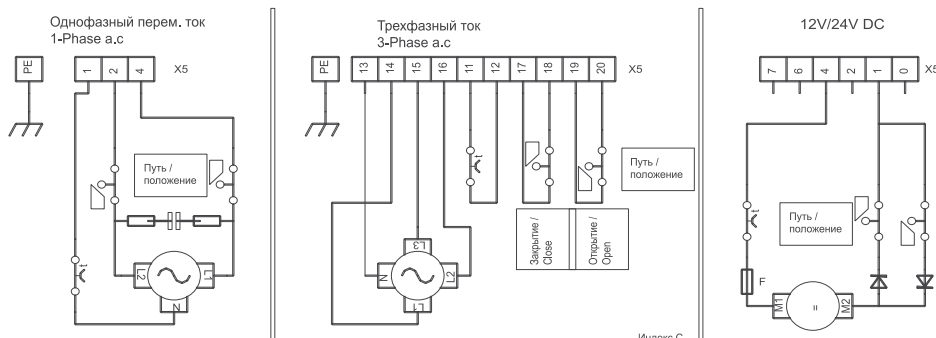 Однофазный перем. ток
1-Phase a.c
PE
1
2
4
X5
Путь /
положение
t
L2
L1
N
Трехфазный ток
3-Phase a.c
PE
13
14
15
16
11
12
17
18
19
20
X5
t
Путь /
положение
Закрытие /
Close
Открытие /
Open
L3
N
L2
L1
Индекс C
12V/24V DC
7
6
4
2
1
0
X5
t
Путь /
положение
F
M1
=
M2